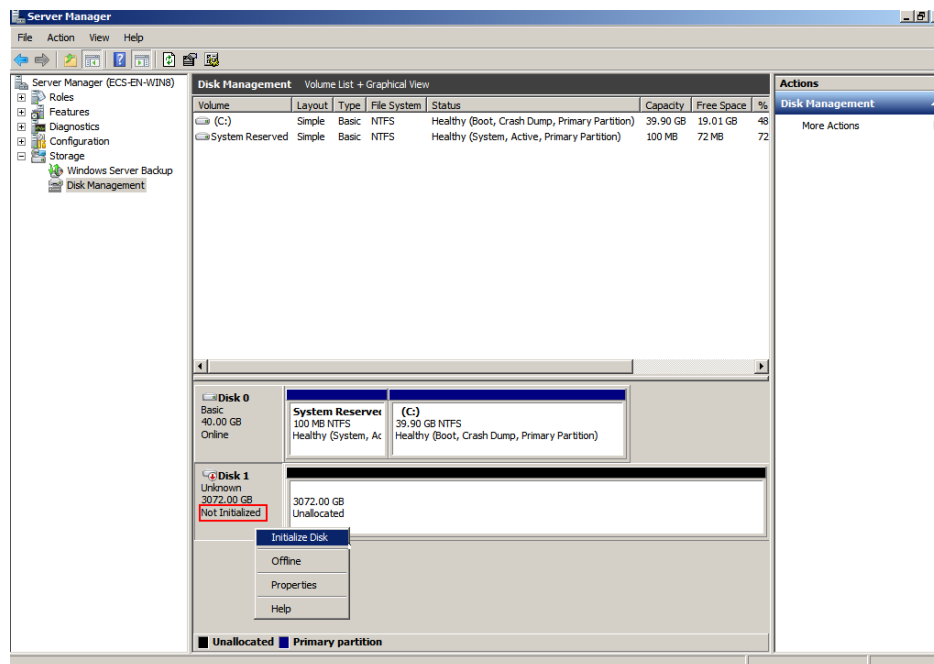 Server Manager
File Action View Help
Server Manager (ECS-EN-WIN8)
Roles
Features
Diagnostics
Configuration
Storage
Windows Server Backup
Disk Management
Disk Management Volume List + Graphical View
Volume Layout Type File System Status Capacity Free Space %
(C:) Simple Basic NTFS Healthy (Boot, Crash Dump, Primary Partition) 39.90 GB 19.01 GB 48
System Reserved Simple Basic NTFS Healthy (System, Active, Primary Partition) 100 MB 72 MB 72
Disk 0
Basic
40.00 GB
Online
System Reserve
100 MB NTFS
Healthy (System, Ac
(C:)
39.90 GB NTFS
Healthy (Boot, Crash Dump, Primary Partition)
Disk 1
Unknown
3072.00 GB
Not Initialized
3072.00 GB
Unallocated
Initialize Disk
Offline
Properties
Help
Unallocated Primary partition
Actions
Disk Management
More Actions